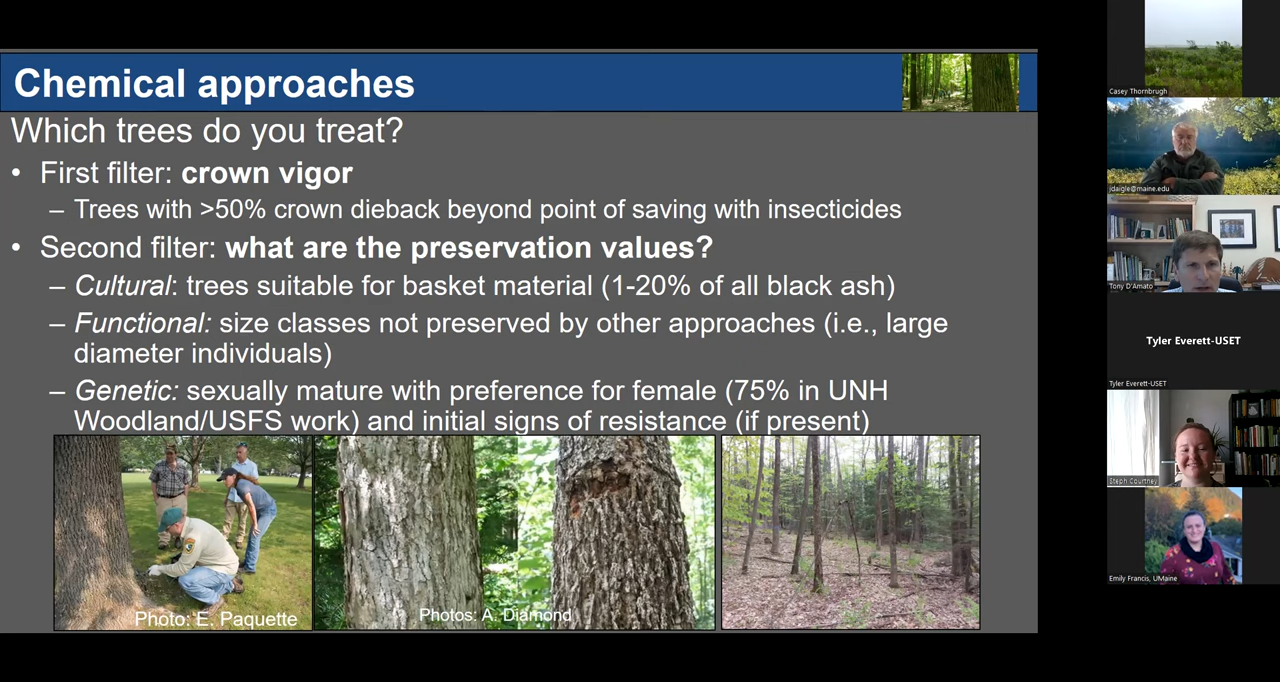 Chemical approaches
Which trees do you treat?
• First filter: crown vigor
– Trees with >50% crown dieback beyond point of saving with insecticides
• Second filter: what are the preservation values?
– Cultural: trees suitable for basket material (1-20% of all black ash)
– Functional: size classes not preserved by other approaches (i.e., large
diameter individuals)
– Genetic: sexually mature with preference for female (75% in UNH
Woodland/USFS work) and initial signs of resistance (if present)
Photo: E. Paquette
Photos: A. Diamond
Casey Thornbrugh
jdaigle@maine.edu
Tony D'Amato
Tyler Everett-USET
Tyler Everett-USET
Steph Courtney
Emily Francis, UMaine